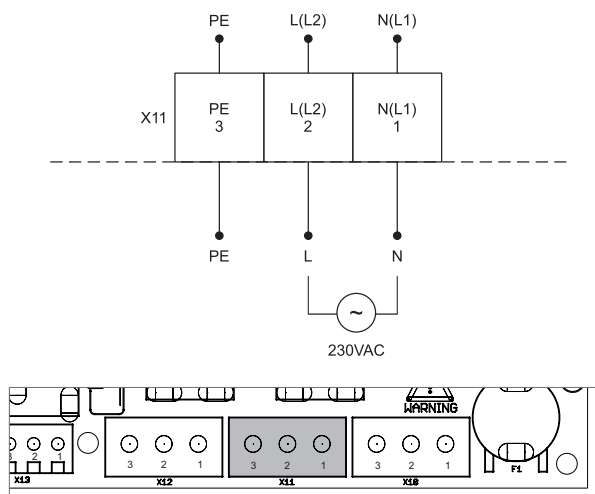 PE L(L2) N(L1)
X11
PE L(L2) N(L1)
3 2 1
PE L N
~
230VAC
WARNING
3 2 1 3 2 1 3 2 1 3 2 1
X13 X12 X11 X10 F1